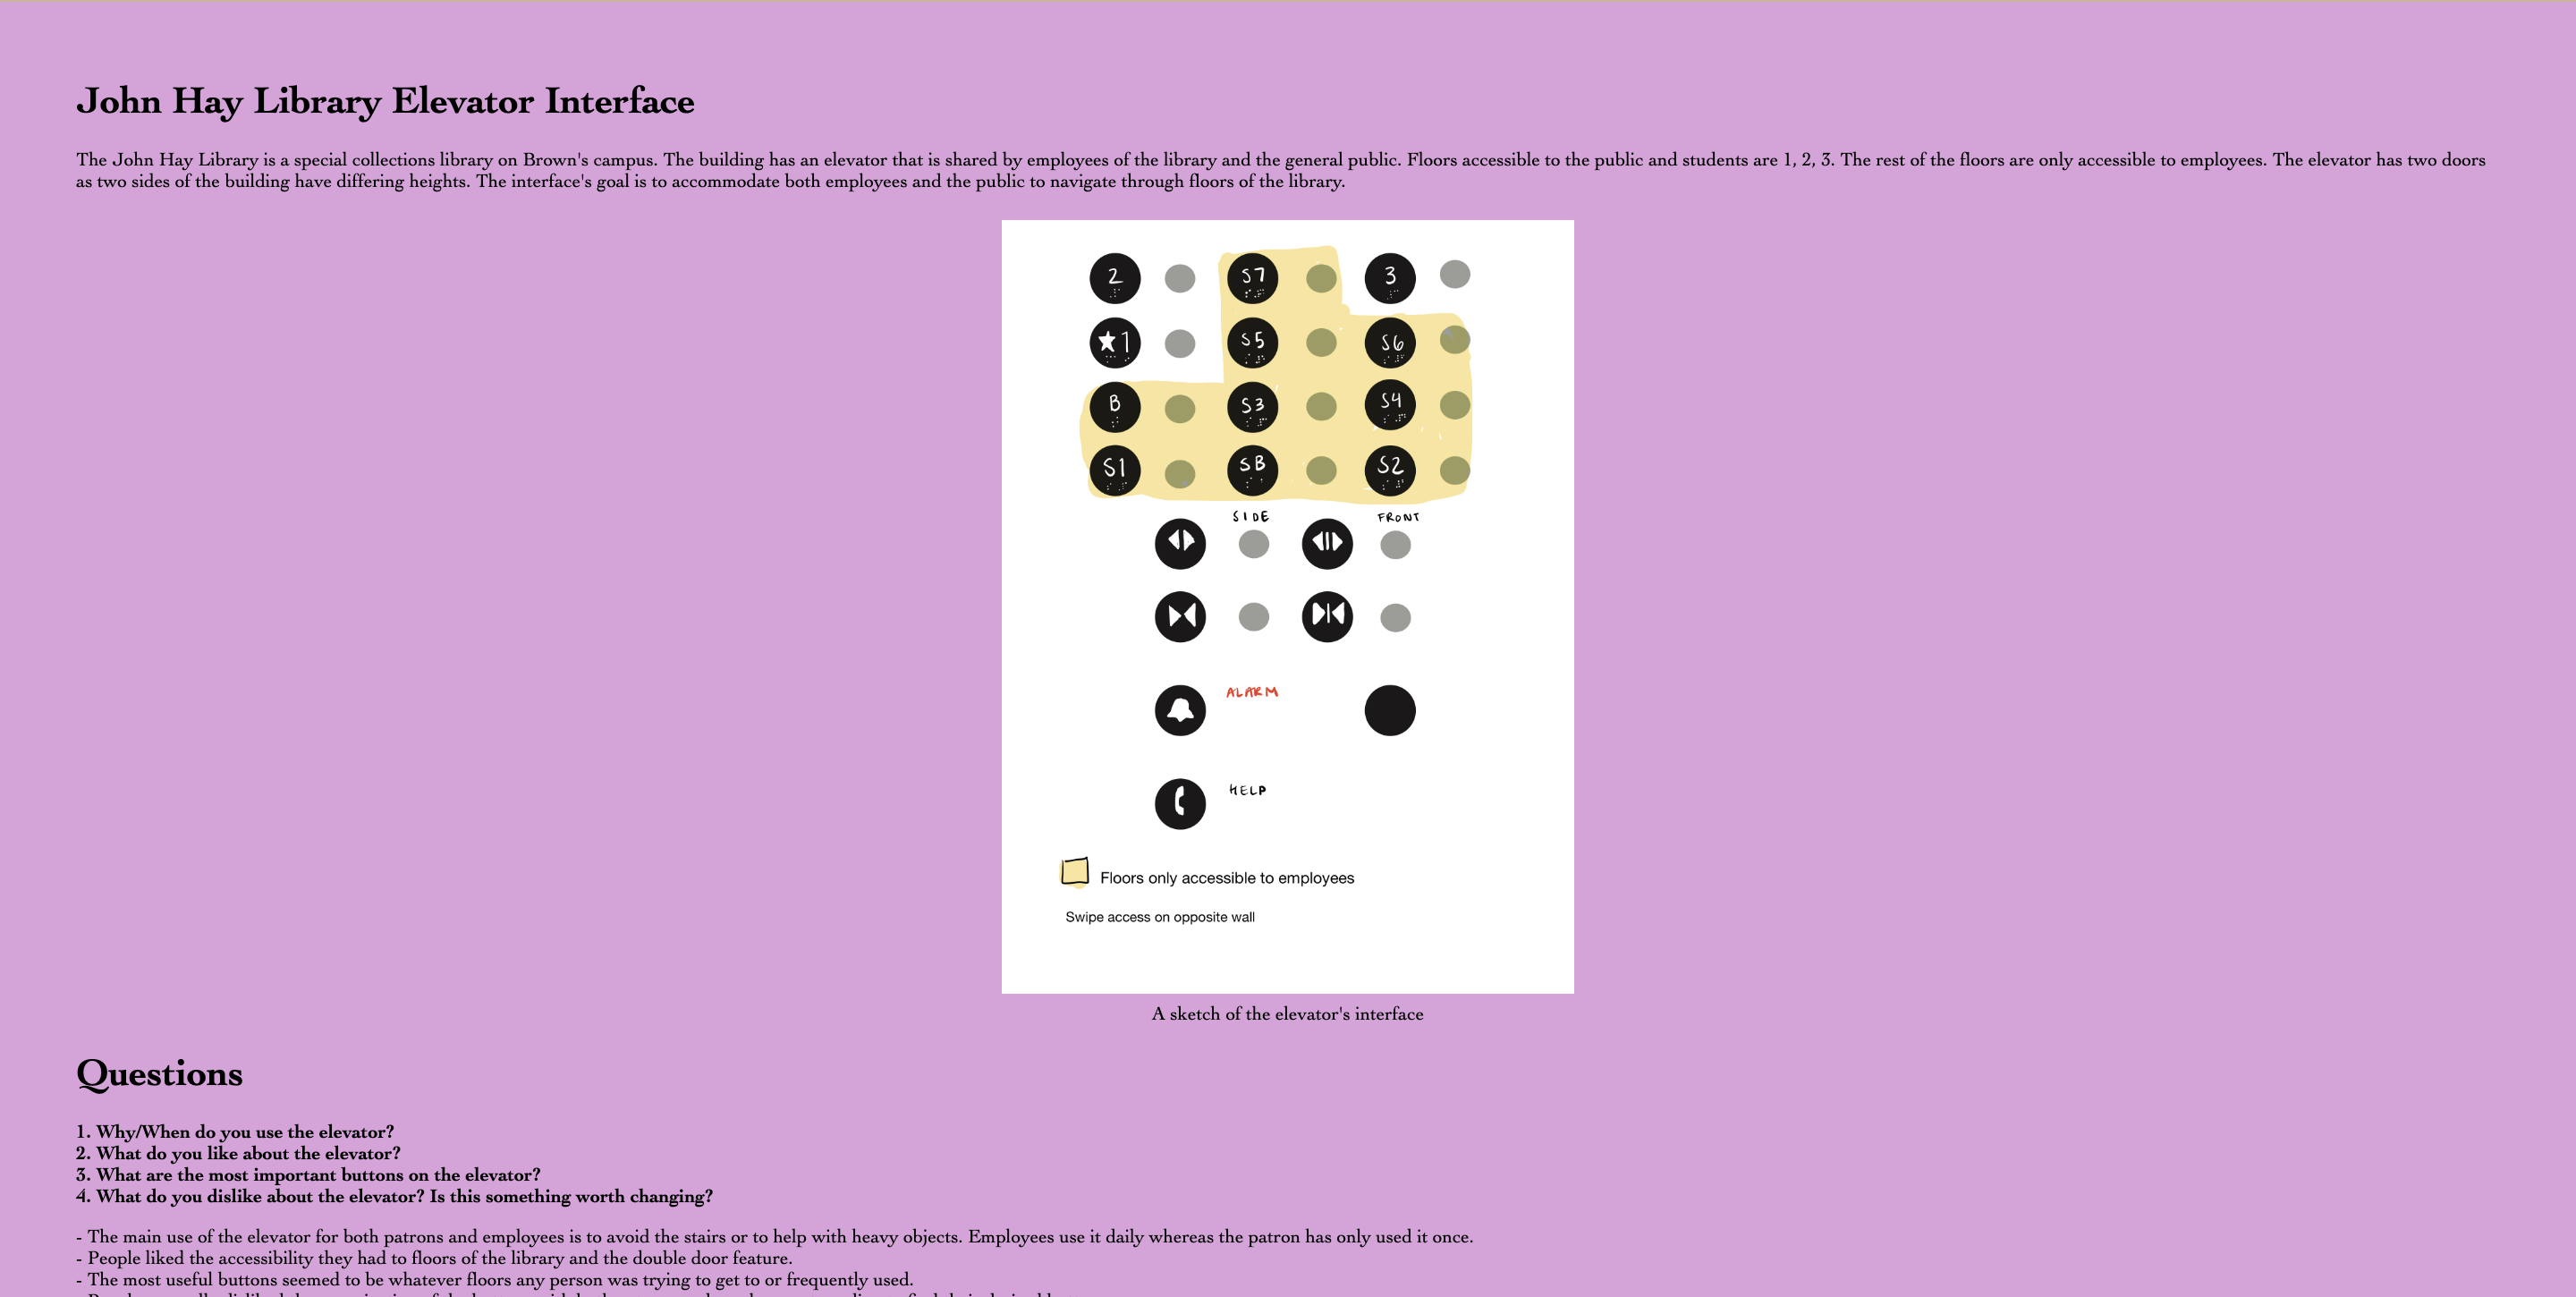 John Hay Library Elevator Interface
The John Hay Library is a special collections library on Brown's campus. The building has an elevator that is shared by employees of the library and the general public. Floors accessible to the public and students are 1, 2, 3. The rest of the floors are only accessible to employees. The elevator has two doors
as two sides of the building have differing heights. The interface's goal is to accommodate both employees and the public to navigate through floors of the library.
2 S7 3
★1 S5 S6
B S3 S4
S1 SB S2
SIDE FRONT
ALARM
HELP
Floors only accessible to employees
Swipe access on opposite wall
A sketch of the elevator's interface
Questions
1. Why/When do you use the elevator?
2. What do you like about the elevator?
3. What are the most important buttons on the elevator?
4. What do you dislike about the elevator? Is this something worth changing?
- The main use of the elevator for both patrons and employees is to avoid the stairs or to help with heavy objects. Employees use it daily whereas the patron has only used it once.
- People liked the accessibility they had to floors of the library and the double door feature.
- The most useful buttons seemed to be whatever floors any person was trying to get to or frequently used.